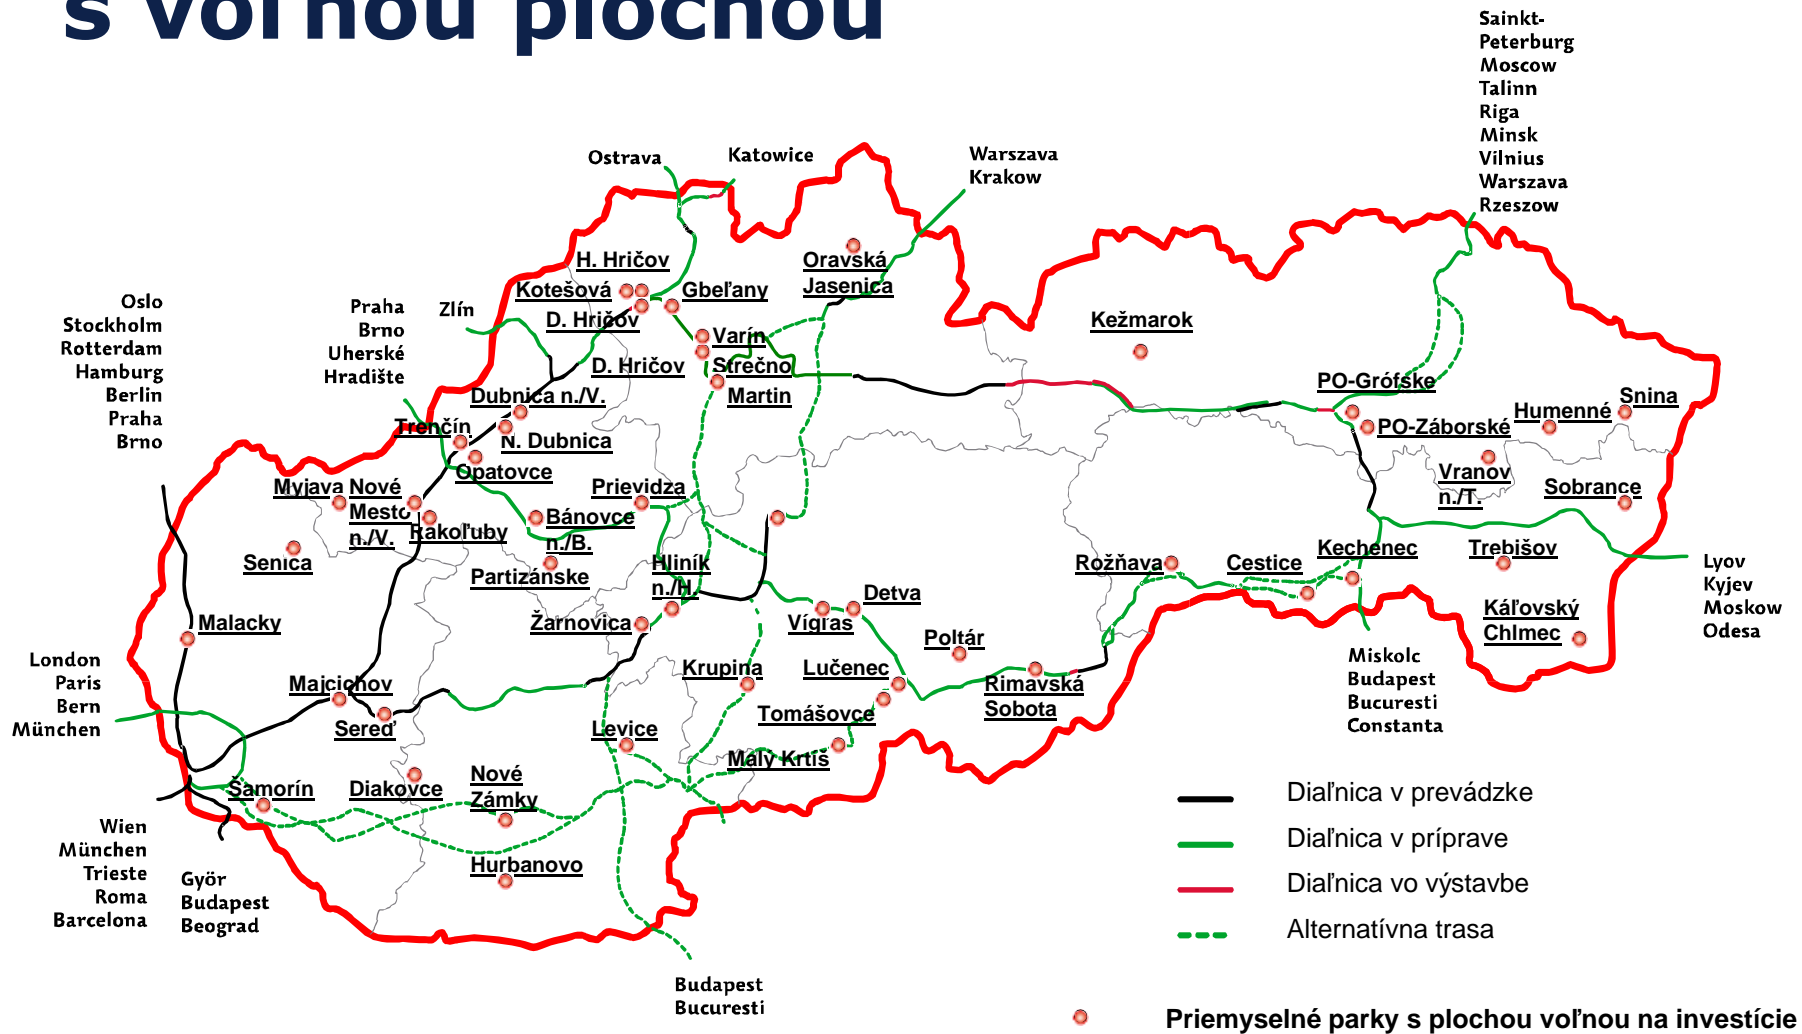 s voľnou plochou
Sainkt-
Peterburg
Moscow
Talinn
Riga
Minsk
Vilnius
Warszava
Rzeszow
Ostrava
Katowice
Warszava
Krakow
Oslo
Stockholm
Rotterdam
Hamburg
Berlin
Praha
Brno
Praha
Brno
Uherské
Hradište
Zlín
H. Hričov
Kotešová
Gbeľany
D. Hričov
Oravská
Jasenica
Varín
D. Hričov
Strečno
Martin
Kežmarok
Dubnica n./V.
Trenčín
N. Dubnica
Opatovce
PO-Grófske
PO-Záborské
Humenné
Snina
Vranov
n./T.
Sobrance
Myjava
Nové
Mesto
n./V.
Rakoľuby
Prievidza
Bánovce
n./B.
Senica
Partizánske
Hliník
n./H.
Rožňava
Cestice
Kechenec
Trebišov
Lyov
Kyjev
Moskow
Odesa
Malacky
Žarnovica
Vígľas
Detva
Poltár
Káľovský
Chlmec
London
Paris
Bern
München
Majcichov
Sereď
Krupina
Lučenec
Tomášovce
Rimavská
Sobota
Miskolc
Budapest
Bucuresti
Constanta
Levice
Malý Krtíš
Šamorín
Diakovce
Nové
Zámky
Hurbanovo
Wien
München
Trieste
Roma
Barcelona
Györ
Budapest
Beograd
Budapest
Bucuresti
Diaľnica v prevádzke
Diaľnica v príprave
Diaľnica vo výstavbe
Alternatívna trasa
Priemyselné parky s plochou voľnou na investície